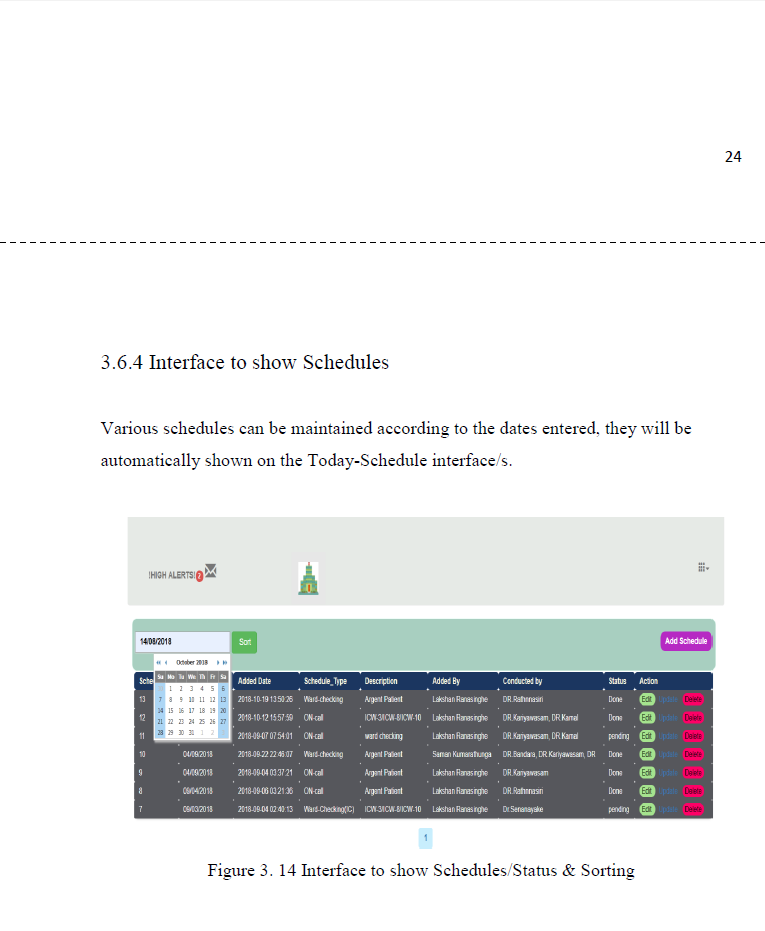 24
3.6.4 Interface to show Schedules
Various schedules can be maintained according to the dates entered, they will be
automatically shown on the Today-Schedule interface/s.
!HIGH ALERTS! 2
14/08/2018 Sort Add Schedule
October 2018
Su Mo Tu We Th Fr Sa
1 2 3 4 5 6
7 8 9 10 11 12 13
14 15 16 17 18 19 20
21 22 23 24 25 26 27
28 29 30 31 1 2
Sche Added Date Schedule_Type Description Added By Conducted by Status Action
13 2018-10-19 13:50:26 Ward-checking Argent Patient Lakshan Ranasinghe DR.Rathnnasiri Done Edit Update Delete
12 2018-10-12 15:57:59 ON-call ICW-3/ICW-8/ICW-10 Lakshan Ranasinghe DR.Kariyawasam, DR.Kamal Done Edit Update Delete
11 2018-09-07 07:54:01 ON-call ward checking Lakshan Ranasinghe DR.Kariyawasam, DR.Kamal pending Edit Update Delete
10 04/09/2018 2018-09-22 22:46:07 Ward-checking Argent Patient Saman Kumarathunga DR.Bandara, DR.Kariyawasam, DR Done Edit Update Delete
9 04/09/2018 2018-09-04 03:37:21 ON-call Argent Patient Lakshan Ranasinghe DR.Kariyawasam Done Edit Update Delete
8 09/04/2018 2018-09-06 03:21:36 ON-call Argent Patient Lakshan Ranasinghe DR.Rathnnasiri Done Edit Update Delete
7 09/03/2018 2018-09-04 02:40:13 Ward-Checking(IC) ICW-3/ICW-8/ICW-10 Lakshan Ranasinghe Dr.Senanayake pending Edit Update Delete
1
Figure 3. 14 Interface to show Schedules/Status & Sorting